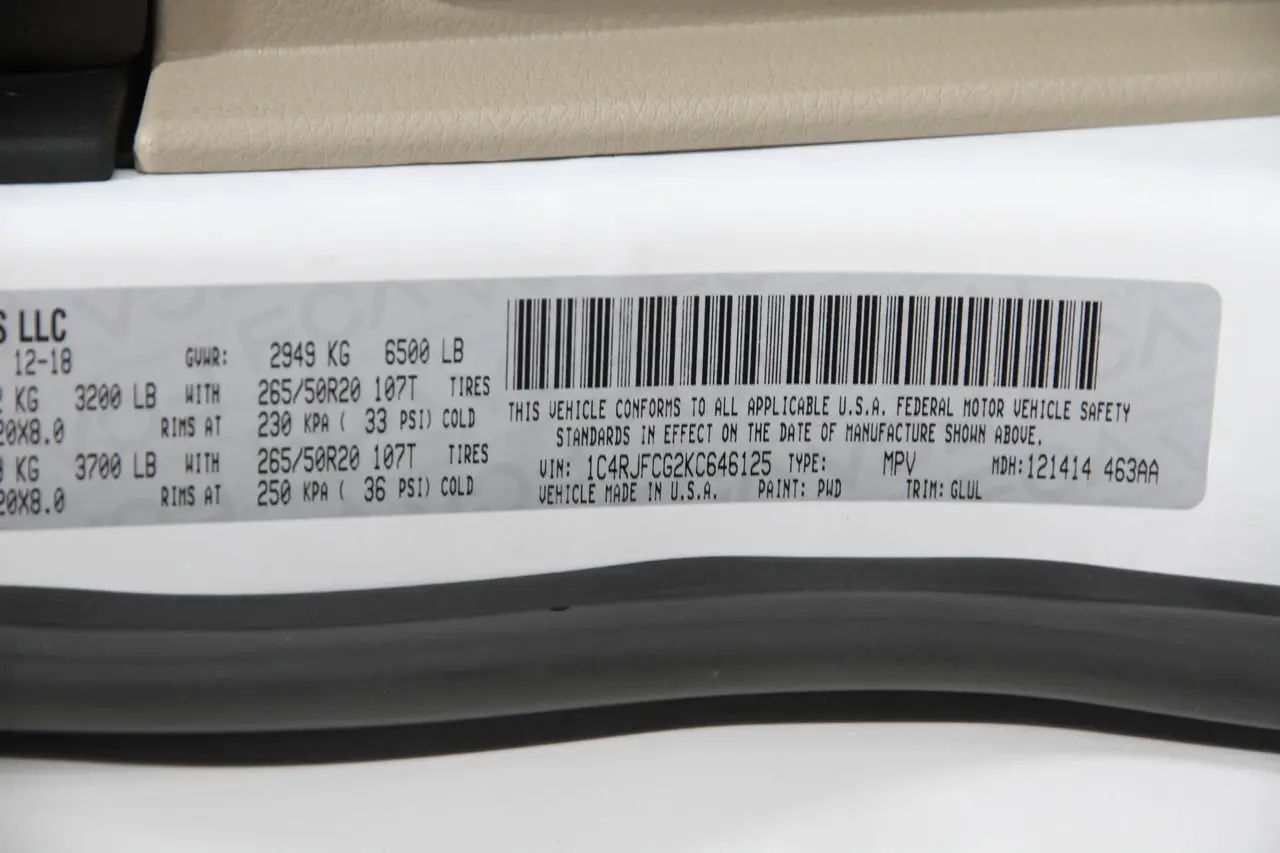 S LLC
12-18 GVWR: 2949 KG 6500 LB
KG 3200 LB WITH 265/50R20 107T TIRES
20X8.0 RIMS AT 230 KPA ( 33 PSI) COLD
KG 3700 LB WITH 265/50R20 107T TIRES
20X8.0 RIMS AT 250 KPA ( 36 PSI) COLD
THIS VEHICLE CONFORMS TO ALL APPLICABLE U.S.A. FEDERAL MOTOR VEHICLE SAFETY
STANDARDS IN EFFECT ON THE DATE OF MANUFACTURE SHOWN ABOVE.
VIN: 1C4RJFCG2KC646125 TYPE: MPV MDH:121414 463AA
VEHICLE MADE IN U.S.A. PAINT: PWD TRIM: GLUL